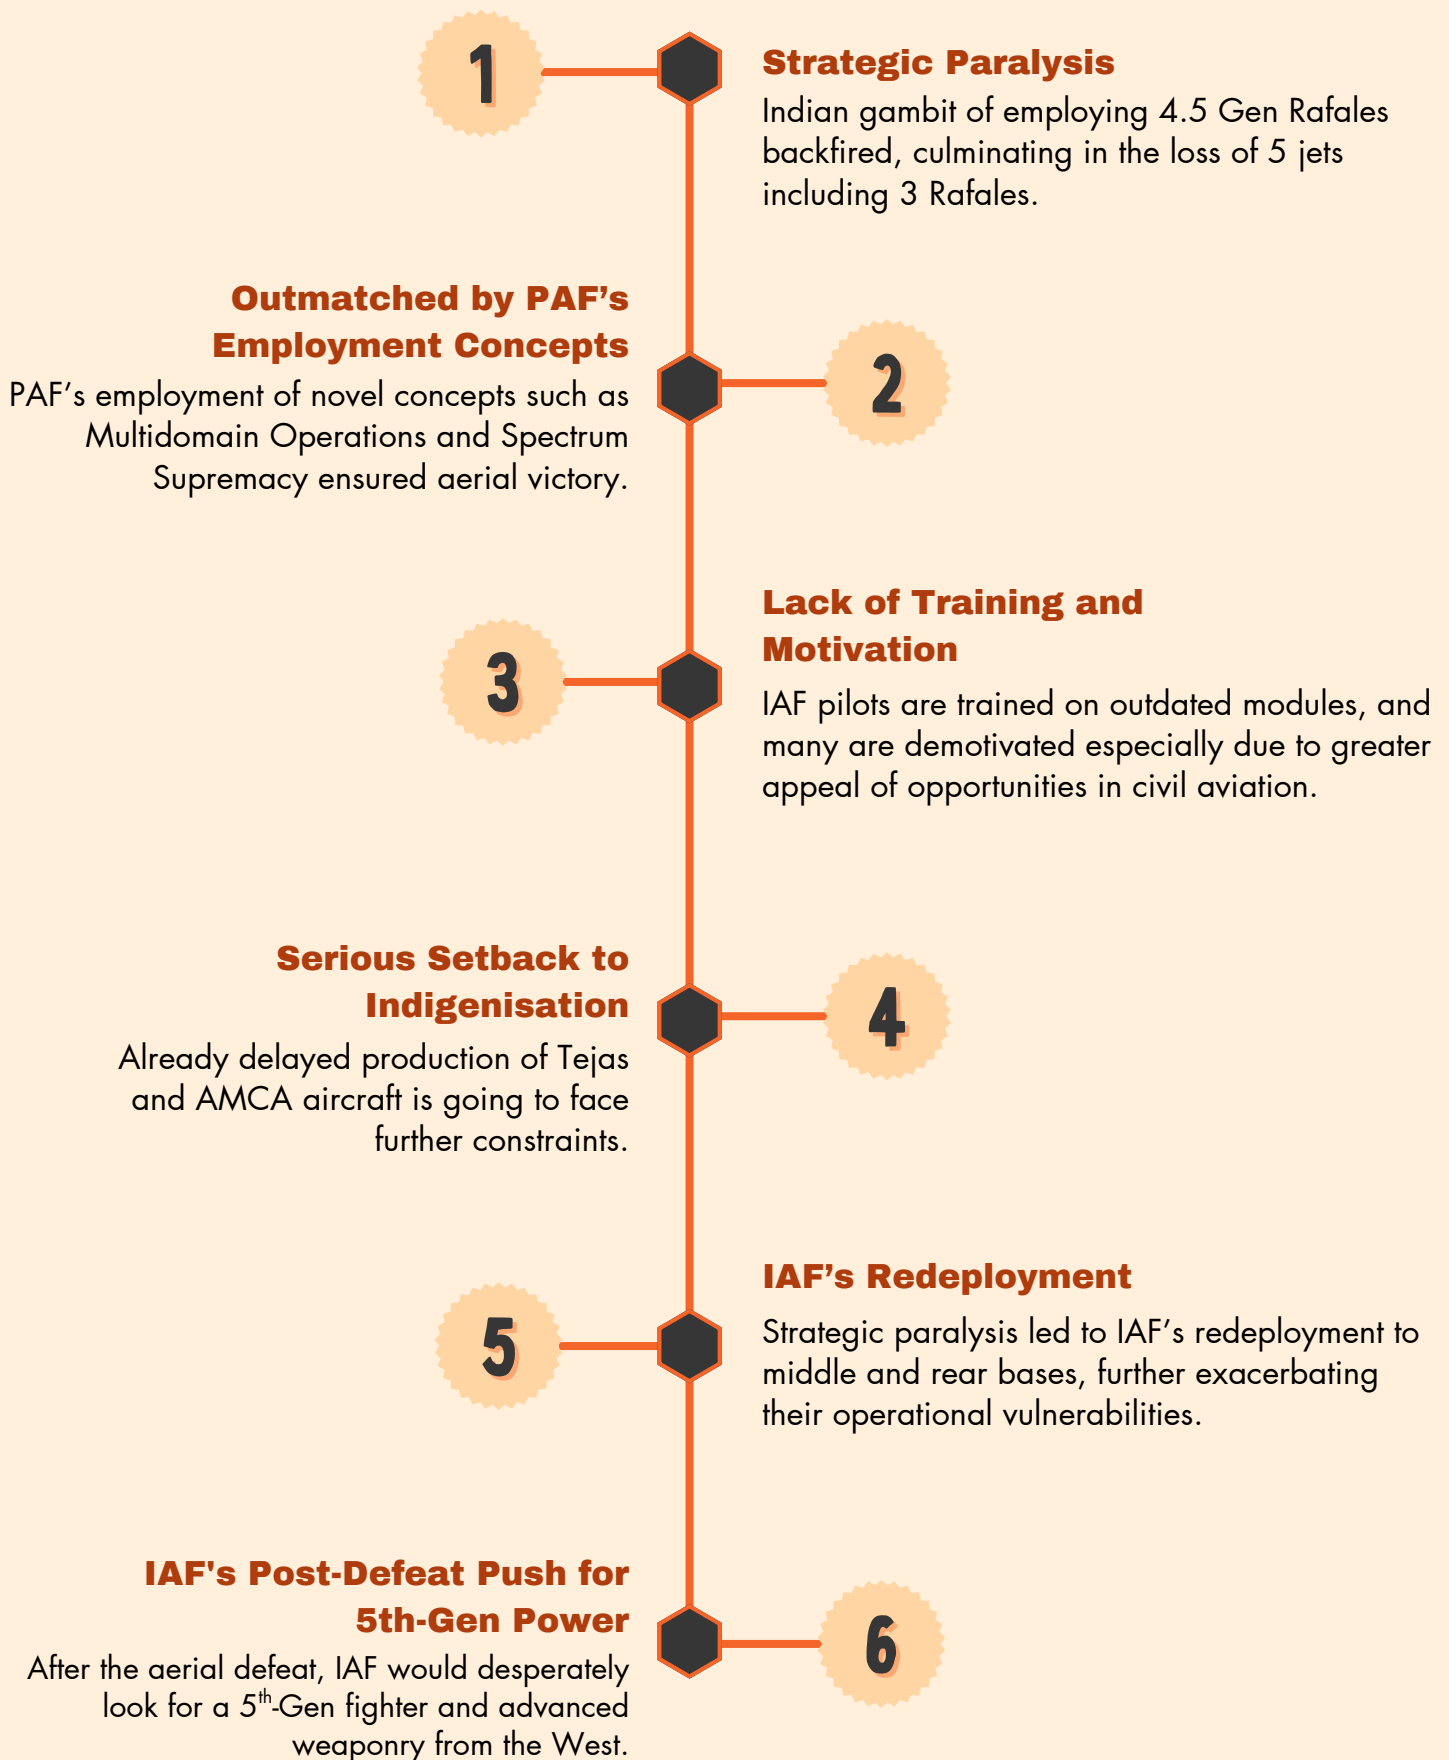 1
Strategic Paralysis
Indian gambit of employing 4.5 Gen Rafales
backfired, culminating in the loss of 5 jets
including 3 Rafales.
Outmatched by PAF’s
Employment Concepts
PAF’s employment of novel concepts such as
Multidomain Operations and Spectrum
Supremacy ensured aerial victory.
2
3
Lack of Training and
Motivation
IAF pilots are trained on outdated modules, and
many are demotivated especially due to greater
appeal of opportunities in civil aviation.
Serious Setback to
Indigenisation
Already delayed production of Tejas
and AMCA aircraft is going to face
further constraints.
4
5
IAF’s Redeployment
Strategic paralysis led to IAF’s redeployment to
middle and rear bases, further exacerbating
their operational vulnerabilities.
IAF's Post-Defeat Push for
5th-Gen Power
After the aerial defeat, IAF would desperately
look for a 5th-Gen fighter and advanced
weaponry from the West.
6